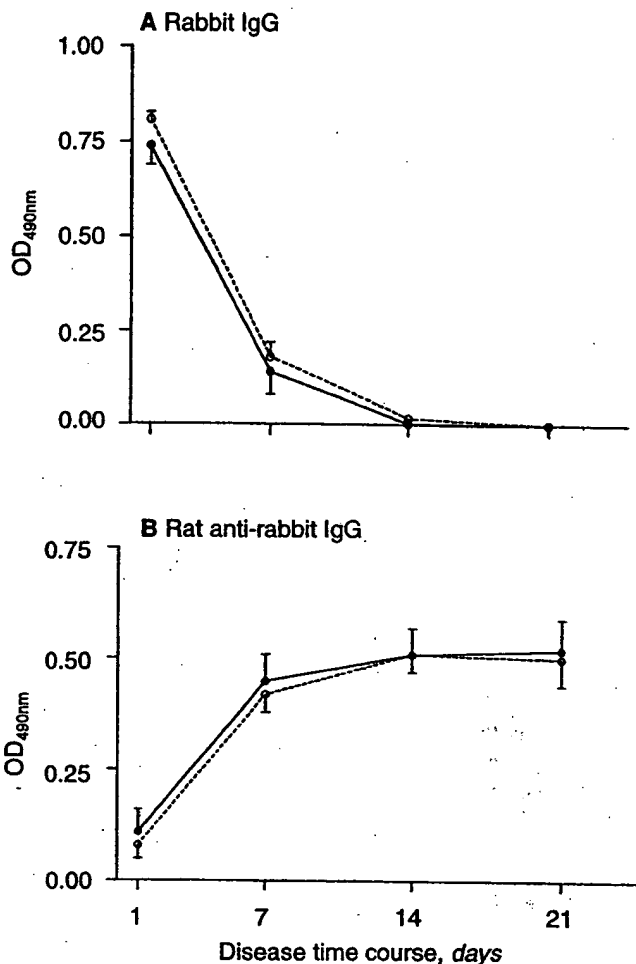 A Rabbit IgG
1.00
0.75
0.50
0.25
0.00
OD490nm
B Rat anti-rabbit IgG
0.75
0.50
0.25
0.00
OD490nm
1 7 14 21
Disease time course, days